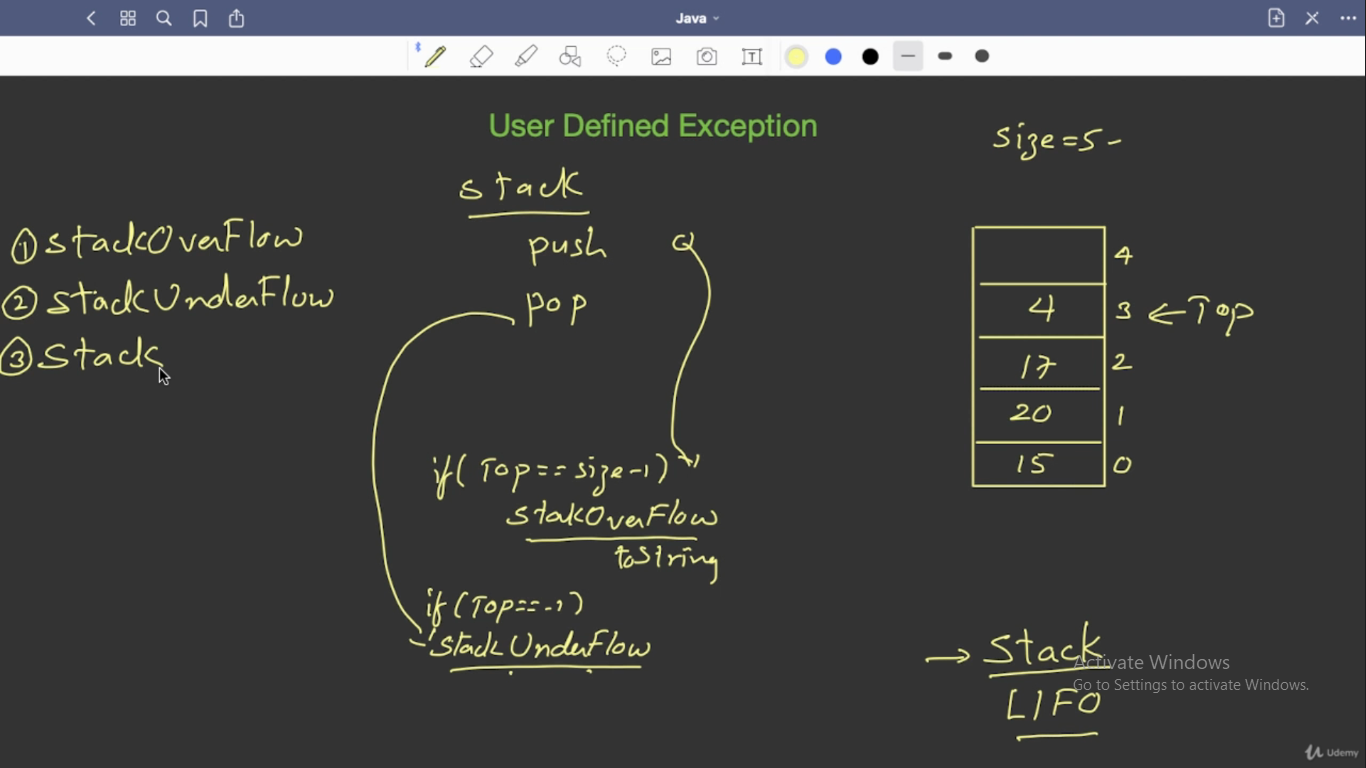 Java
User Defined Exception
size=5-
stack
push
pop
① StackOverFlow
② StackUnderFlow
③ Stack
4
4 3 ← Top
17 2
20 1
15 0
if( Top==size-1)
StakOverFlow
toString
if(Top==-1)
StackUnderFlow
→ Stack
LIFO
Activate Windows
Go to Settings to activate Windows.
Udemy